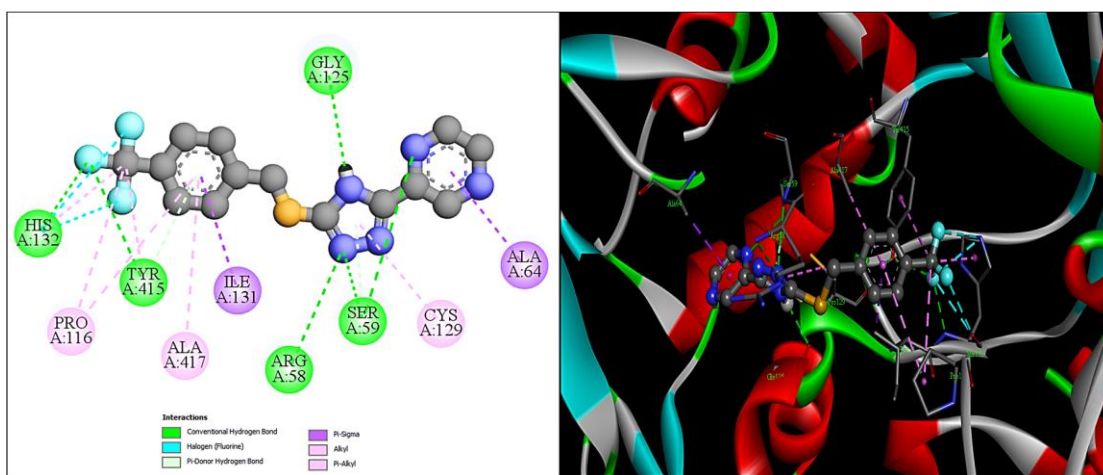 GLY
A:125
HIS
A:132
TYR
A:415
ILE
A:131
ALA
A:64
PRO
A:116
ALA
A:417
SER
A:59
CYS
A:129
ARG
A:58
Interactions
Conventional Hydrogen Bond
Halogen (Fluorine)
Pi-Donor Hydrogen Bond
Pi-Sigma
Alkyl
Pi-Alkyl
Ala64